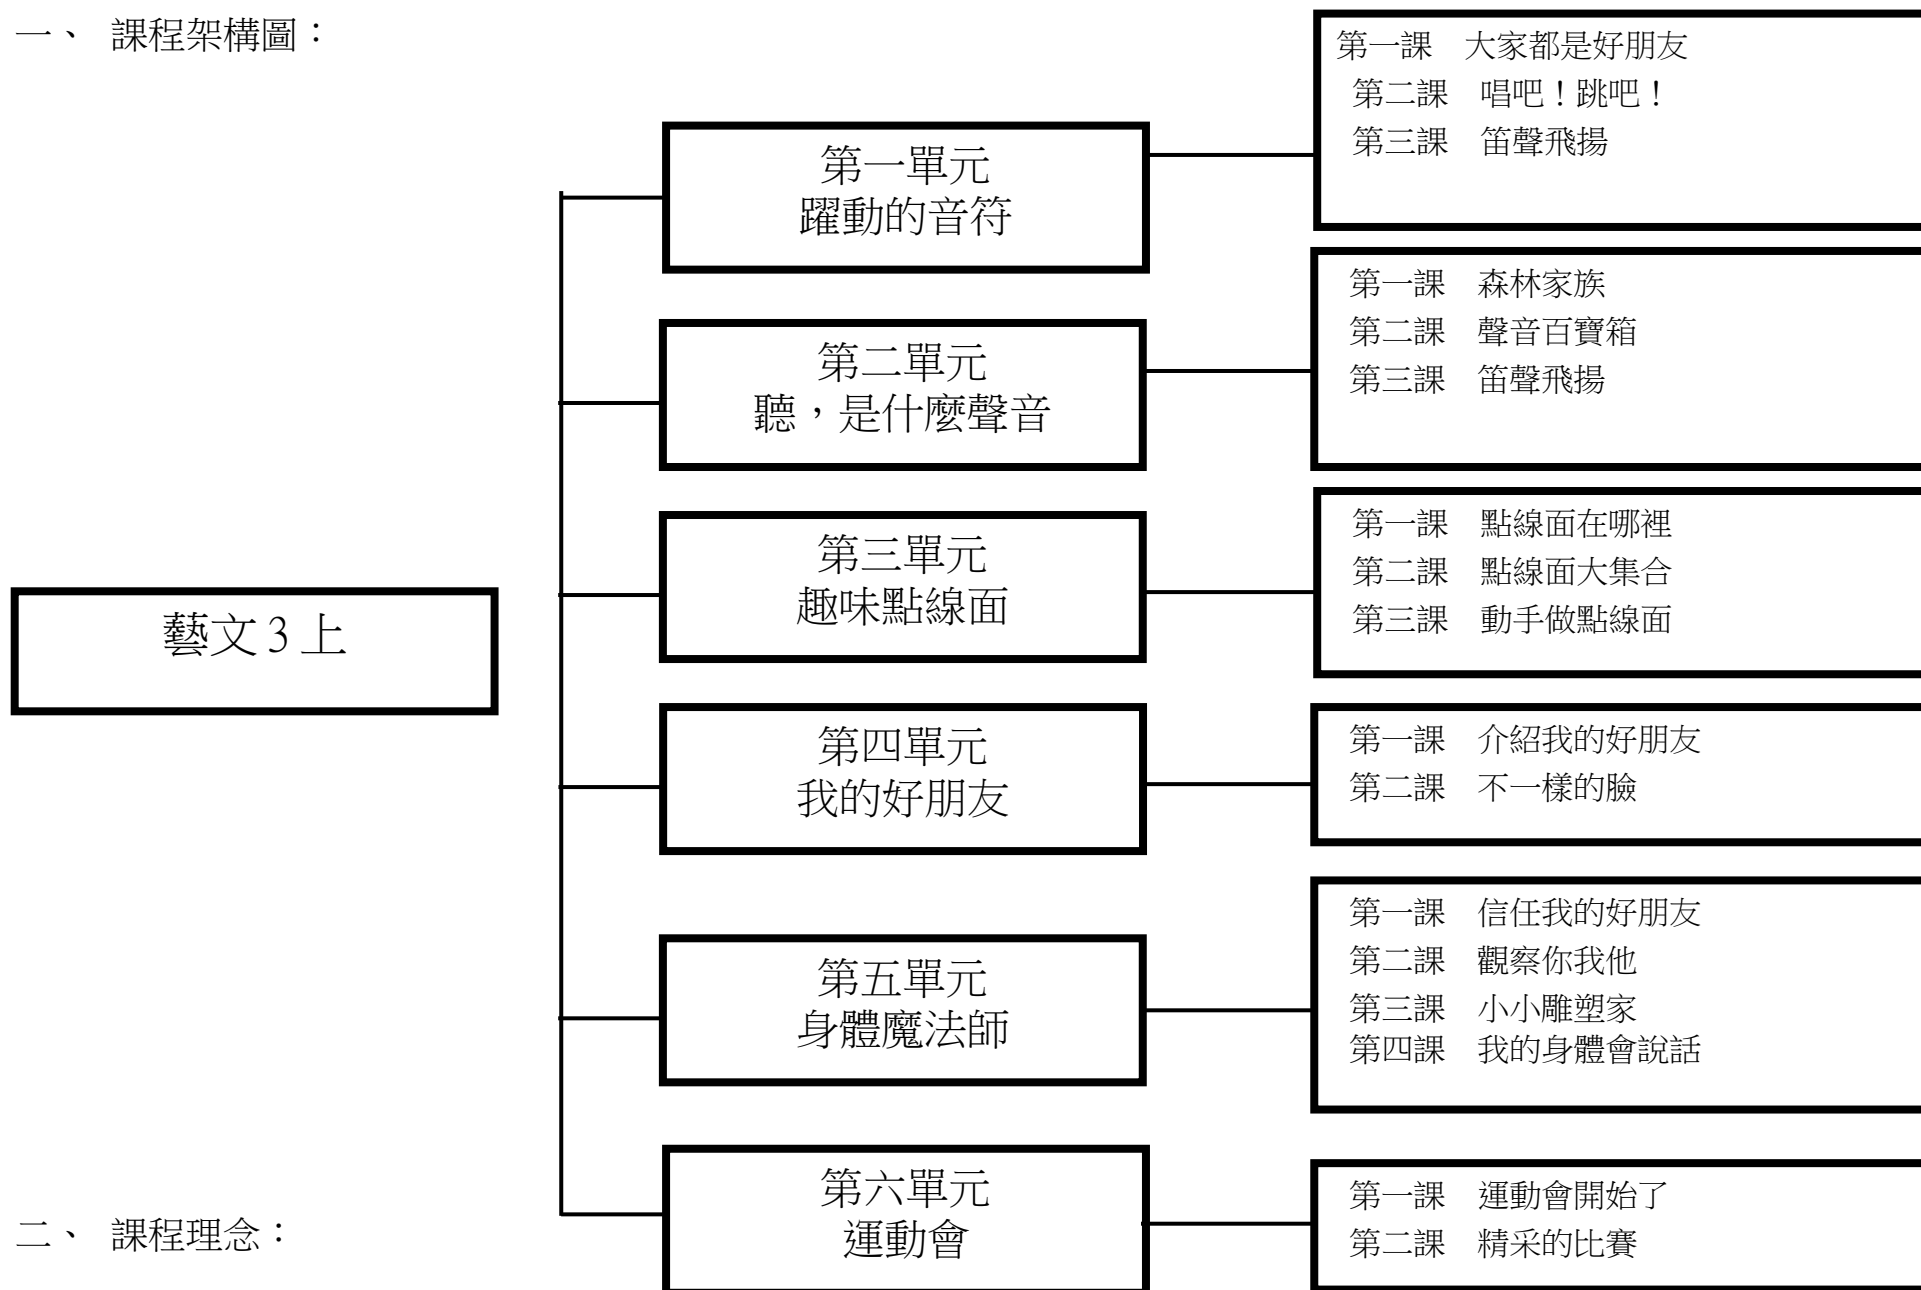 一、 課程架構圖：
藝文3上
第一單元
躍動的音符
第一課　大家都是好朋友
第二課　唱吧！跳吧！
第三課　笛聲飛揚
第二單元
聽，是什麼聲音
第一課　森林家族
第二課　聲音百寶箱
第三課　笛聲飛揚
第三單元
趣味點線面
第一課　點線面在哪裡
第二課　點線面大集合
第三課　動手做點線面
第四單元
我的好朋友
第一課　介紹我的好朋友
第二課　不一樣的臉
第五單元
身體魔法師
第一課　信任我的好朋友
第二課　觀察你我他
第三課　小小雕塑家
第四課　我的身體會說話
第六單元
運動會
第一課　運動會開始了
第二課　精采的比賽
二、 課程理念：